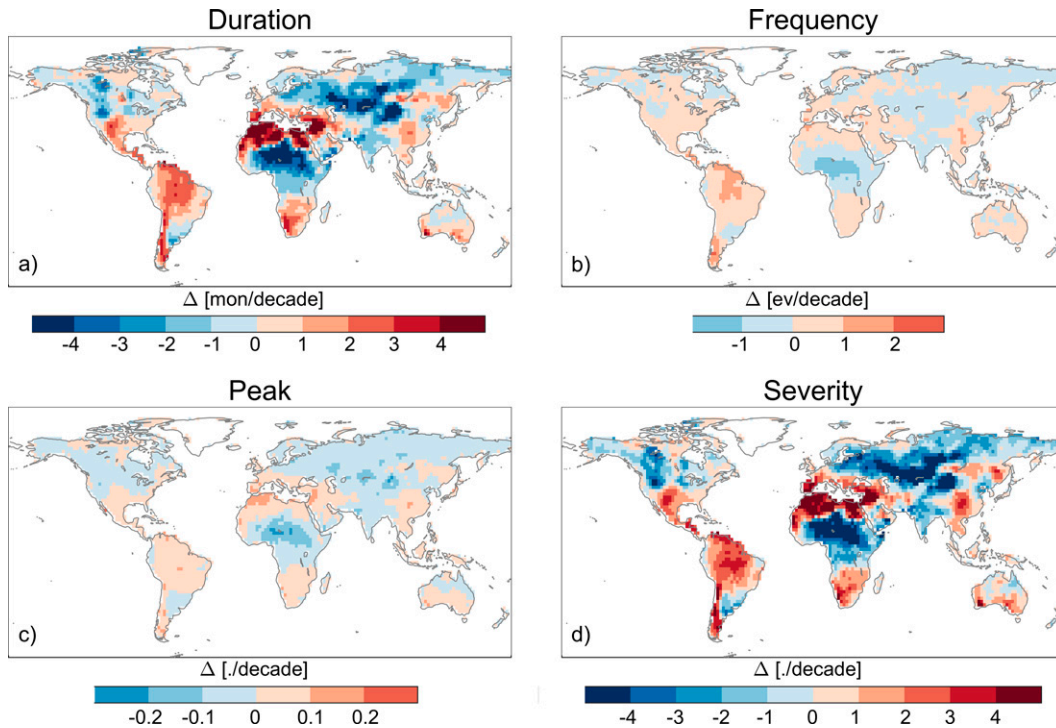 Duration
a)
Δ [mon/decade]
-4 -3 -2 -1 0 1 2 3 4
Frequency
b)
Δ [ev/decade]
-1 0 1 2
Peak
c)
Δ [./decade]
-0.2 -0.1 0 0.1 0.2
Severity
d)
Δ [./decade]
-4 -3 -2 -1 0 1 2 3 4